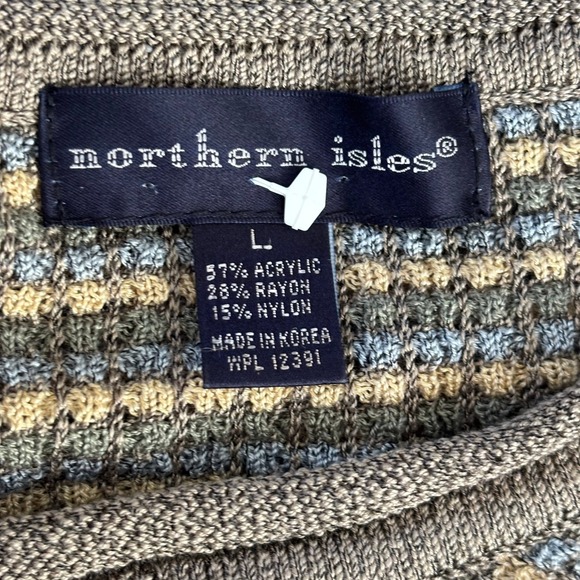 northern isles®
L
57% ACRYLIC
28% RAYON
15% NYLON
MADE IN KOREA
WPL 12391